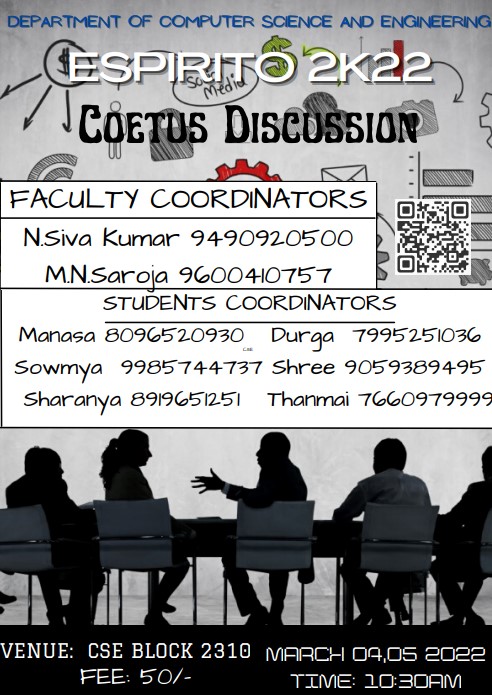 DEPARTMENT OF COMPUTER SCIENCE AND ENGINEERING
ESPIRITO 2K22
Social
Media
COETUS DISCUSSION
FACULTY COORDINATORS
N.Siva Kumar 9490920500
M.N.Saroja 9600410757
STUDENTS COORDINATORS
Manasa 8096520930 Durga 7995251036
Sowmya 9985744737 Shree 9059389495
Sharanya 8919651251 Thanmai 7660979999
VENUE: CSE BLOCK 2310
FEE: 50/-
MARCH 04,05 2022
TIME: 10:30AM